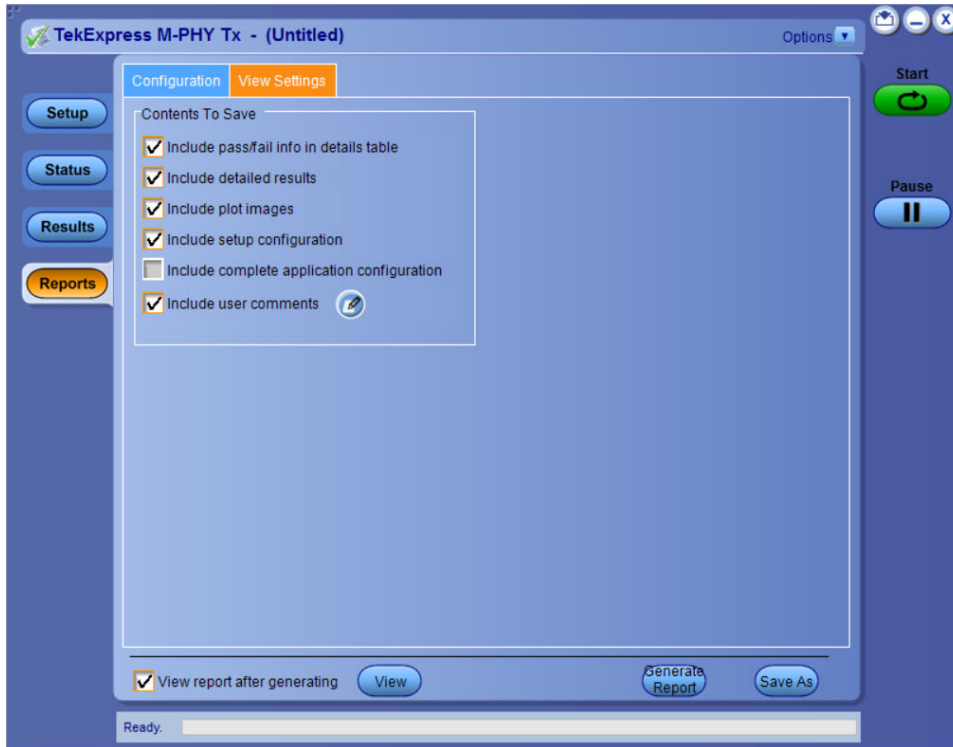 TekExpress M-PHY Tx - (Untitled)
Options
X
Start
Configuration
View Settings
Setup
Contents To Save
Include pass/fail info in details table
Status
Include detailed results
Pause
Include plot images
Results
Include setup configuration
Include complete application configuration
Reports
Include user comments
View report after generating
View
Generate
Report
Save As
Ready.